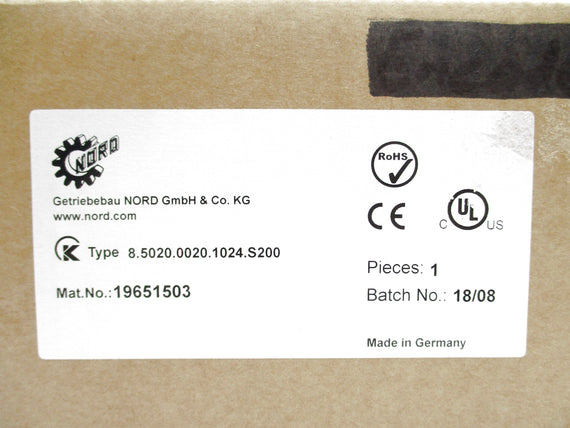 NORD
Getriebebau NORD GmbH & Co. KG
www.nord.com
K Type 8.5020.0020.1024.S200
Mat.No.:19651503
RoHS
CE
C UL US
Pieces: 1
Batch No.: 18/08
Made in Germany